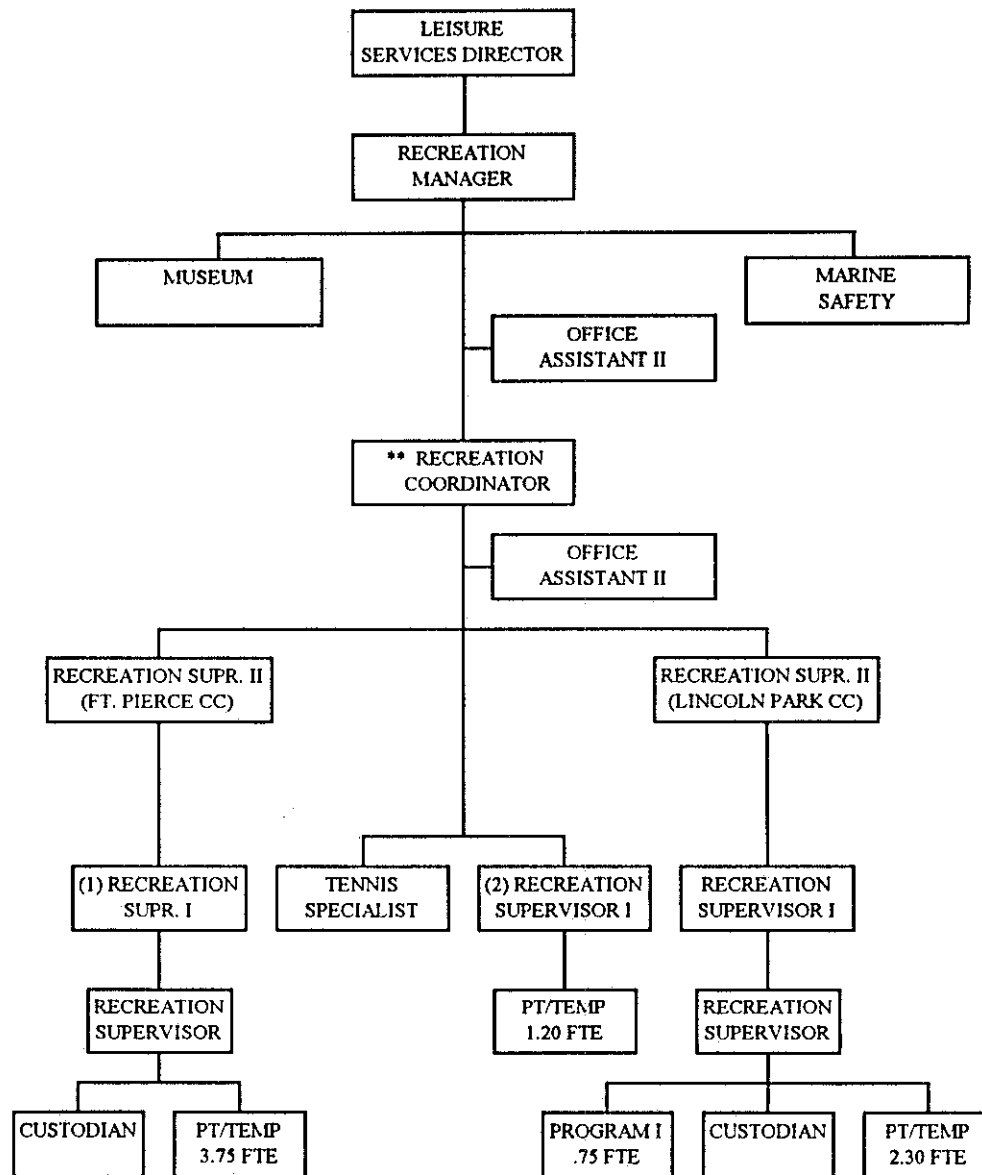 LEISURE
SERVICES DIRECTOR
RECREATION
MANAGER
MUSEUM
MARINE
SAFETY
OFFICE
ASSISTANT II
** RECREATION
COORDINATOR
OFFICE
ASSISTANT II
RECREATION SUPR. II
(FT. PIERCE CC)
RECREATION SUPR. II
(LINCOLN PARK CC)
(1) RECREATION
SUPR. I
TENNIS
SPECIALIST
(2) RECREATION
SUPERVISOR I
RECREATION
SUPERVISOR I
RECREATION
SUPERVISOR
PT/TEMP
1.20 FTE
RECREATION
SUPERVISOR
CUSTODIAN
PT/TEMP
3.75 FTE
PROGRAM I
.75 FTE
CUSTODIAN
PT/TEMP
2.30 FTE